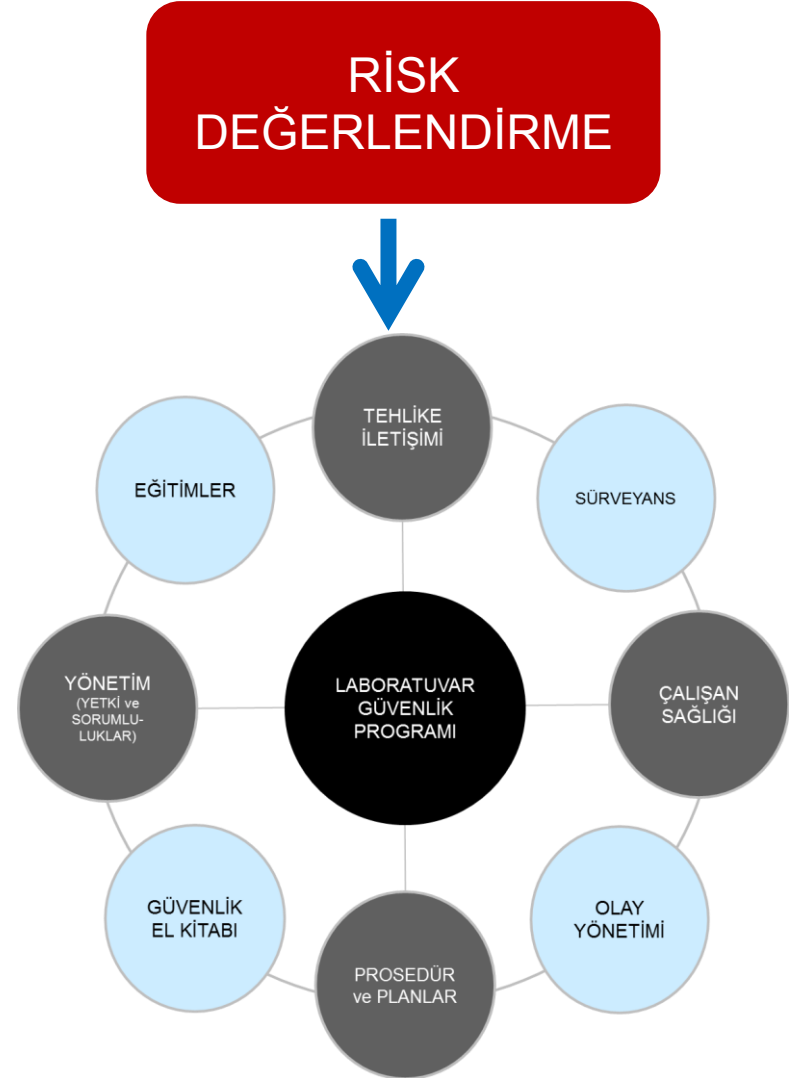 RİSK
DEĞERLENDİRME
TEHLİKE
İLETİŞİMİ
EĞİTİMLER
SÜRVEYANS
YÖNETİM
(YETKİ ve
SORUMLU-
LUKLAR)
LABORATUVAR
GÜVENLİK
PROGRAMI
ÇALIŞAN
SAĞLIĞI
GÜVENLİK
EL KİTABI
OLAY
YÖNETİMİ
PROSEDÜR
ve PLANLAR